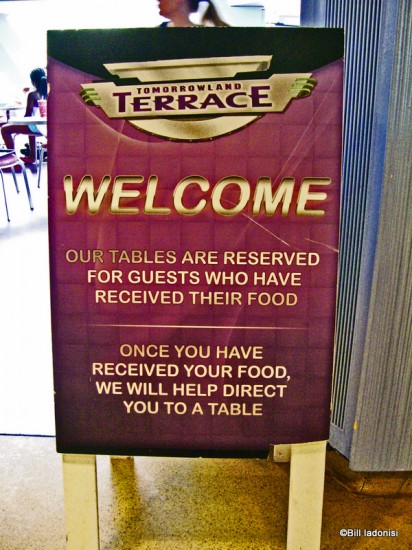 TOMORROWLAND
TERRACE
WELCOME
OUR TABLES ARE RESERVED
FOR GUESTS WHO HAVE
RECEIVED THEIR FOOD
ONCE YOU HAVE
RECEIVED YOUR FOOD,
WE WILL HELP DIRECT
YOU TO A TABLE
©Bill Iadonisi